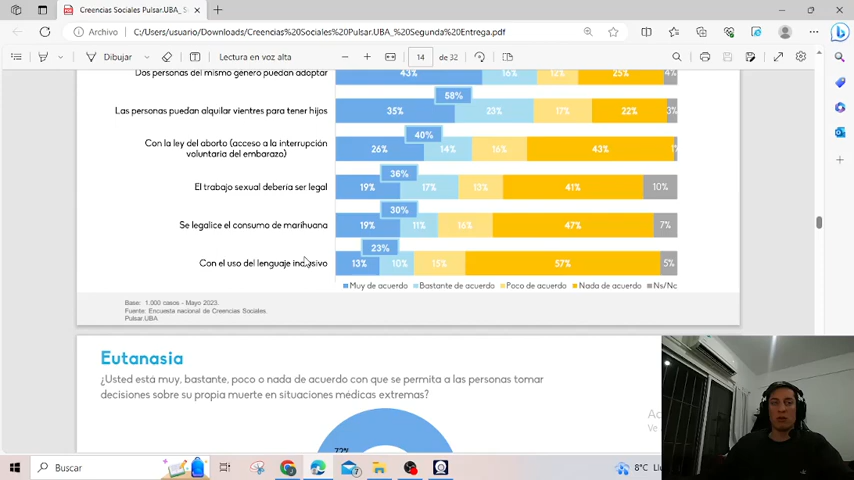 Creencias Sociales Pulsar.UBA_ S
Archivo
C:/Users/usuario/Downloads/Creencias%20Sociales%20Pulsar.UBA_%20Segunda%20Entrega.pdf
Dibujar
Lectura en voz alta
14
de 32
Dos personas del mismo género puedan adoptar
43%
16%
12%
25%
4%
58%
Las personas puedan alquilar vientres para tener hijos
35%
23%
17%
22%
3%
40%
Con la ley del aborto (acceso a la interrupción
voluntaria del embarazo)
26%
14%
16%
43%
1%
36%
El trabajo sexual debería ser legal
19%
17%
13%
41%
10%
30%
Se legalice el consumo de marihuana
19%
11%
16%
47%
7%
23%
Con el uso del lenguaje inclusivo
13%
10%
15%
57%
5%
Muy de acuerdo
Bastante de acuerdo
Poco de acuerdo
Nada de acuerdo
Ns/Nc
Base: 1.000 casos - Mayo 2023.
Fuente: Encuesta nacional de Creencias Sociales.
Pulsar.UBA
Eutanasia
¿Usted está muy, bastante, poco o nada de acuerdo con que se permita a las personas tomar
decisiones sobre su propia muerte en situaciones médicas extremas?
72%
Ac
Ve
Buscar
8°C